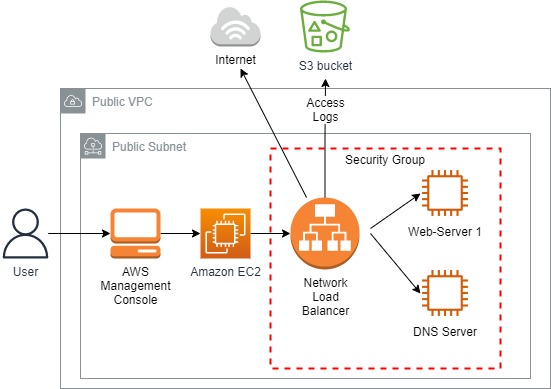 Internet
S3 bucket
Public VPC
Access
Logs
Public Subnet
Security Group
User
AWS
Management
Console
Amazon EC2
Network
Load
Balancer
Web-Server 1
DNS Server